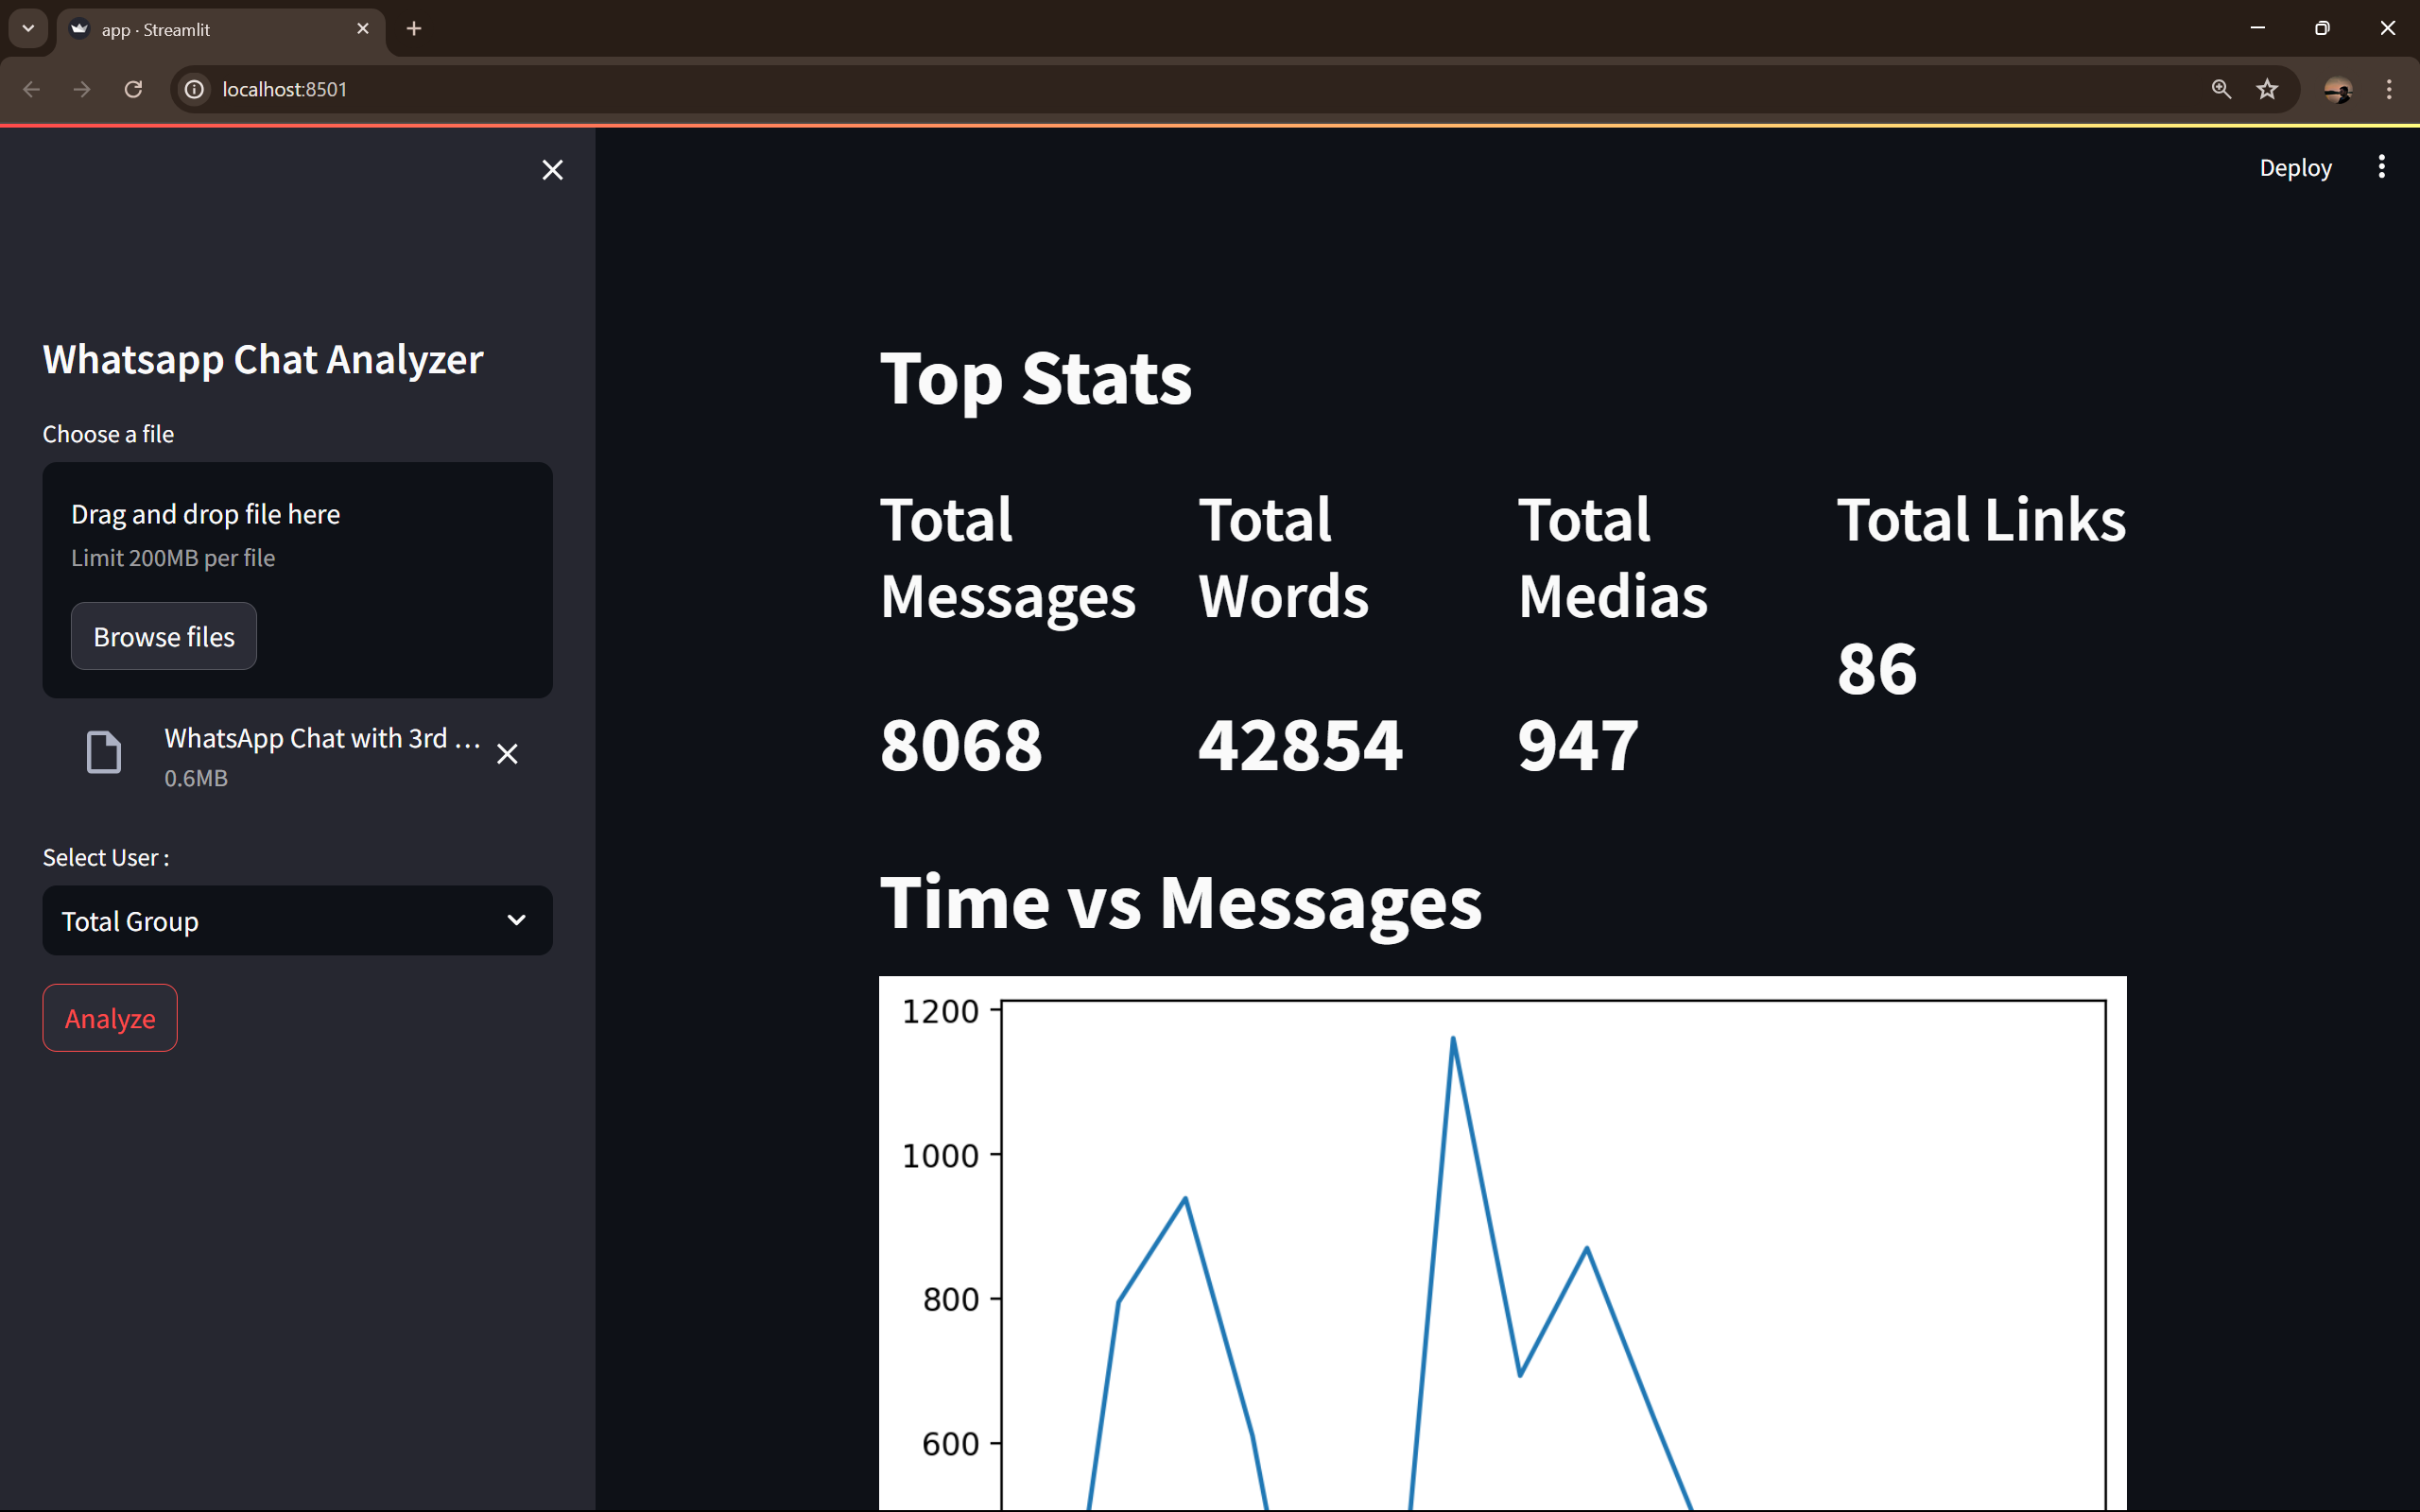 app · Streamlit
localhost:8501
Deploy
Whatsapp Chat Analyzer
Choose a file
Drag and drop file here
Limit 200MB per file
Browse files
WhatsApp Chat with 3rd ...
0.6MB
Select User :
Total Group
Analyze
Top Stats
Total
Messages
8068
Total
Words
42854
Total
Medias
947
Total Links
86
Time vs Messages
1200
1000
800
600